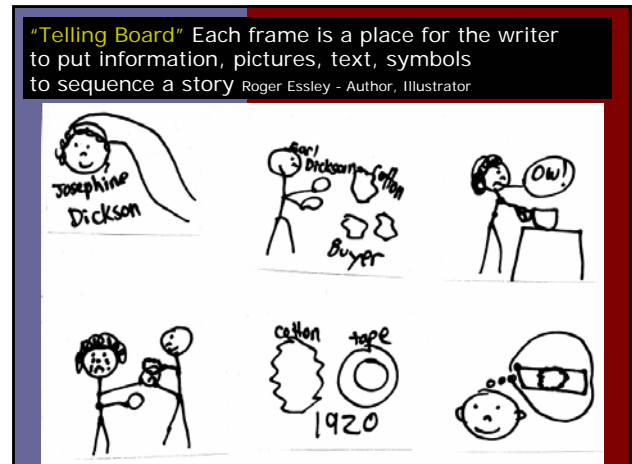 “Telling Board” Each frame is a place for the writer
to put information, pictures, text, symbols
to sequence a story Roger Essley - Author, Illustrator
Josephine
Dickson
Earl
Dickson-Cotton
Buyer
Ow!
cotton
tape
1920